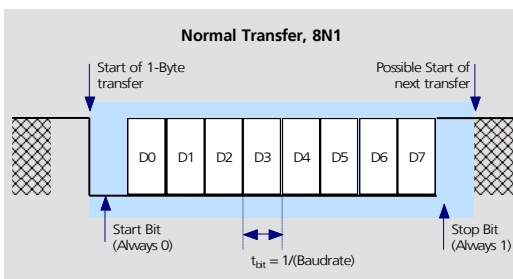 Normal Transfer, 8N1
Start of 1-Byte
transfer
Possible Start of
next transfer
D0 D1 D2 D3 D4 D5 D6 D7
Start Bit
(Always 0)
t_bit = 1/(Baudrate)
Stop Bit
(Always 1)